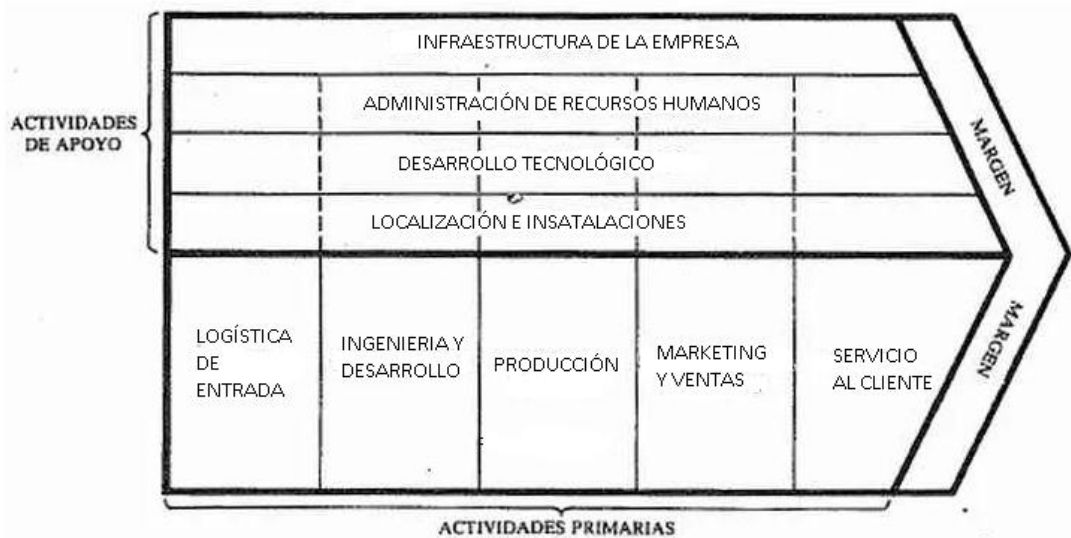 INFRAESTRUCTURA DE LA EMPRESA
ADMINISTRACIÓN DE RECURSOS HUMANOS
DESARROLLO TECNOLÓGICO
LOCALIZACIÓN E INSATALACIONES
ACTIVIDADES
DE APOYO
MARGEN
MARGEN
LOGÍSTICA
DE
ENTRADA
INGENIERIA Y
DESARROLLO
PRODUCCIÓN
MARKETING
Y VENTAS
SERVICIO
AL CLIENTE
ACTIVIDADES PRIMARIAS